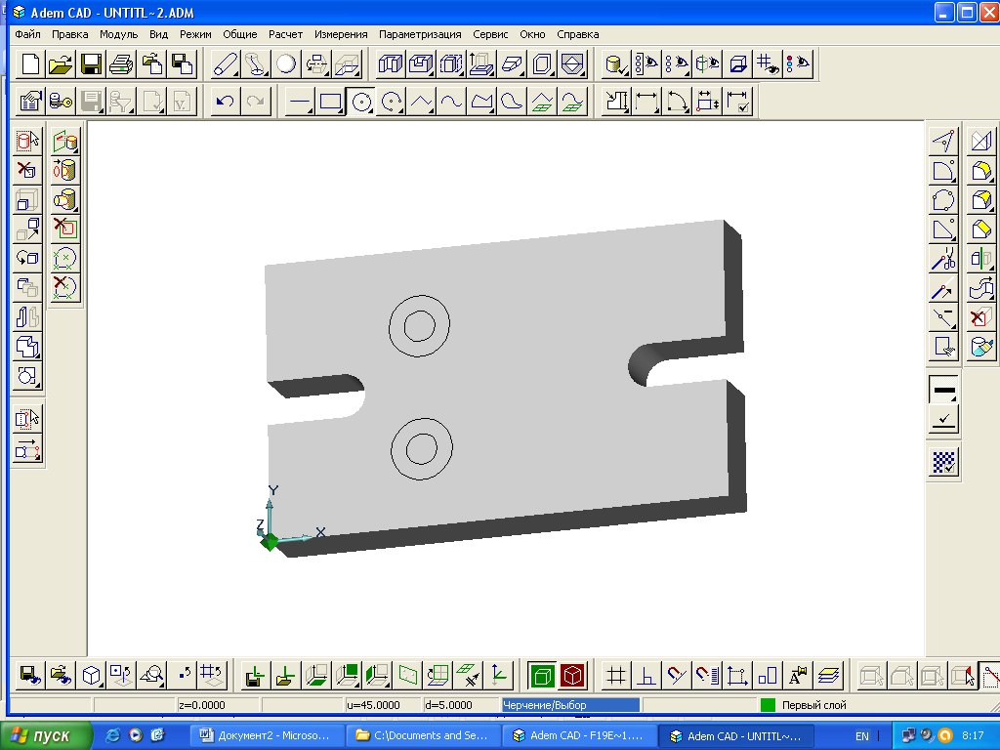 Adem CAD - UNTITL~2.ADM
Файл Правка Модуль Вид Режим Общие Расчет Измерения Параметризация Сервис Окно Справка
Y
Z
X
z=0.0000 u=45.0000 d=5.0000 Черчение/Выбор Первый слой
пуск Документ2 - Microso... C:\Documents and Se... Adem CAD - F19E~1.... Adem CAD - UNTITL~... EN 8:17